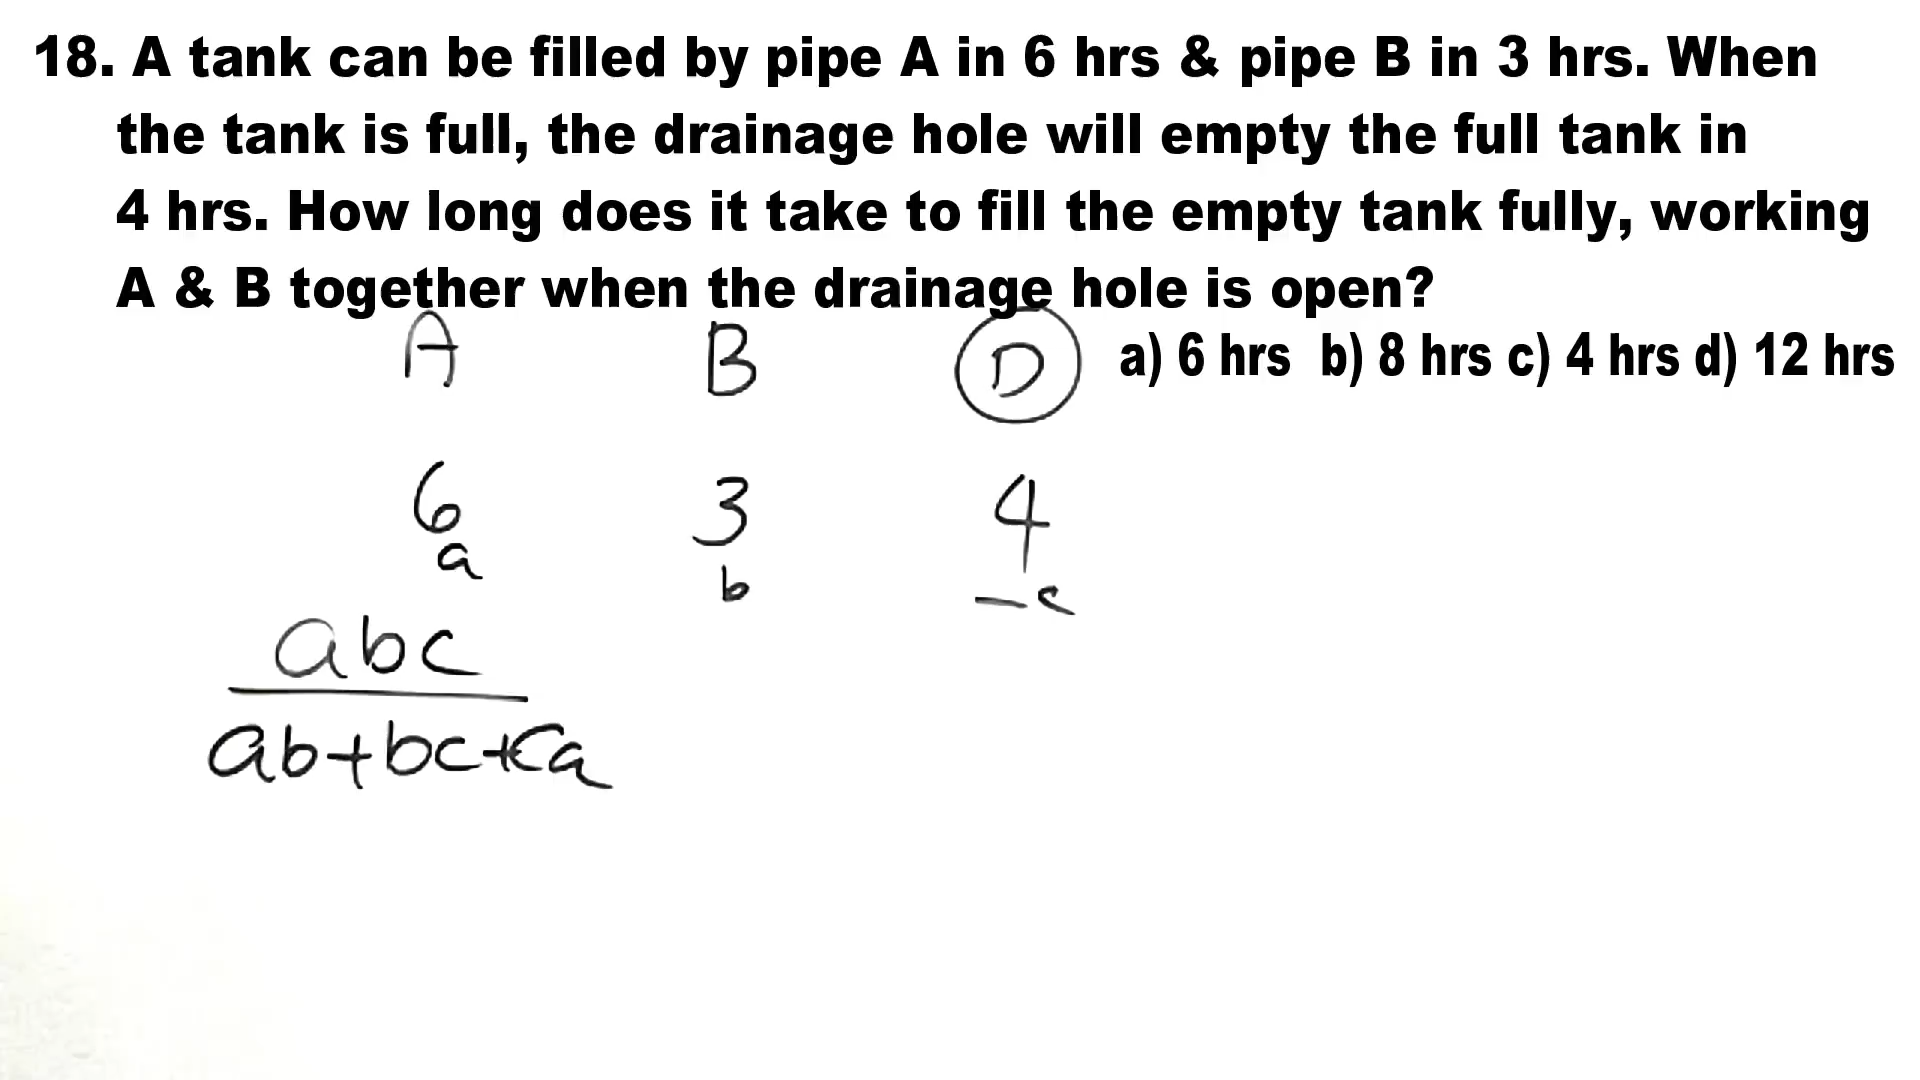 18. A tank can be filled by pipe A in 6 hrs & pipe B in 3 hrs. When
the tank is full, the drainage hole will empty the full tank in
4 hrs. How long does it take to fill the empty tank fully, working
A & B together when the drainage hole is open?
a) 6 hrs b) 8 hrs c) 4 hrs d) 12 hrs
A B D
6 3 4
a b -c
abc
ab+bc+ca